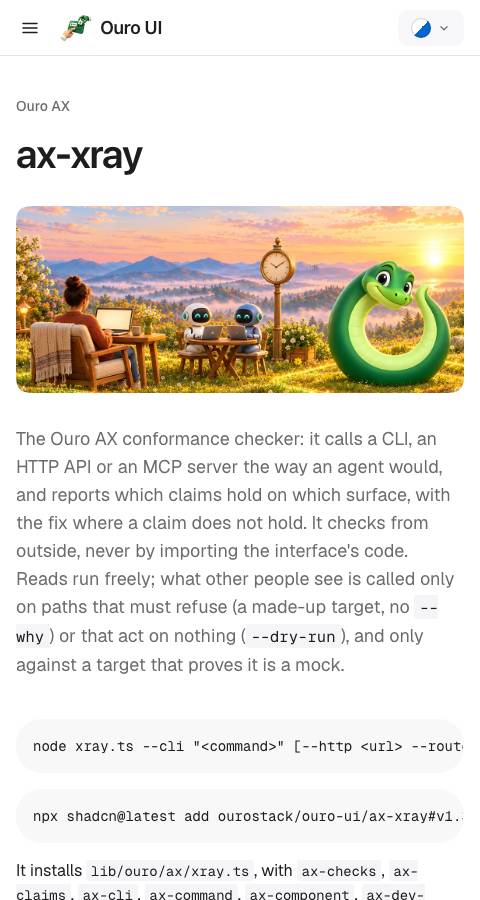 Ouro UI
Ouro AX
ax-xray
The Ouro AX conformance checker: it calls a CLI, an
HTTP API or an MCP server the way an agent would,
and reports which claims hold on which surface, with
the fix where a claim does not hold. It checks from
outside, never by importing the interface's code.
Reads run freely; what other people see is called only
on paths that must refuse (a made-up target, no --
why ) or that act on nothing ( --dry-run ), and only
against a target that proves it is a mock.
node xray.ts --cli "<command>" [--http <url> --route
npx shadcn@latest add ourostack/ouro-ui/ax-xray#v1.
It installs lib/ouro/ax/xray.ts , with ax-checks , ax-
claims , ax-cli , ax-command , ax-component , ax-dev-